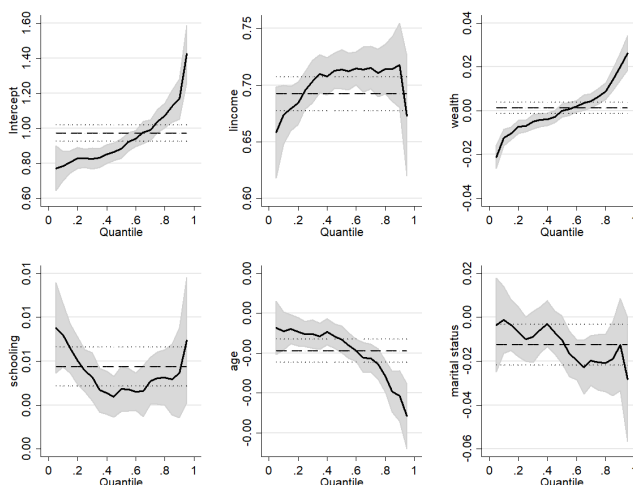 Intercept
1.60
1.40
1.20
1.00
0.80
0.60
0 .2 .4 .6 .8 1
Quantile
lincome
0.75
0.70
0.65
0.60
0 .2 .4 .6 .8 1
Quantile
wealth
0.04
0.02
0.00
-0.02
-0.04
0 .2 .4 .6 .8 1
Quantile
schooling
0.01
0.01
0.01
0.00
0.00
0 .2 .4 .6 .8 1
Quantile
age
0.00
0.00
-0.00
-0.00
-0.00
0 .2 .4 .6 .8 1
Quantile
marital status
0.02
0.00
-0.02
-0.04
-0.06
0 .2 .4 .6 .8 1
Quantile